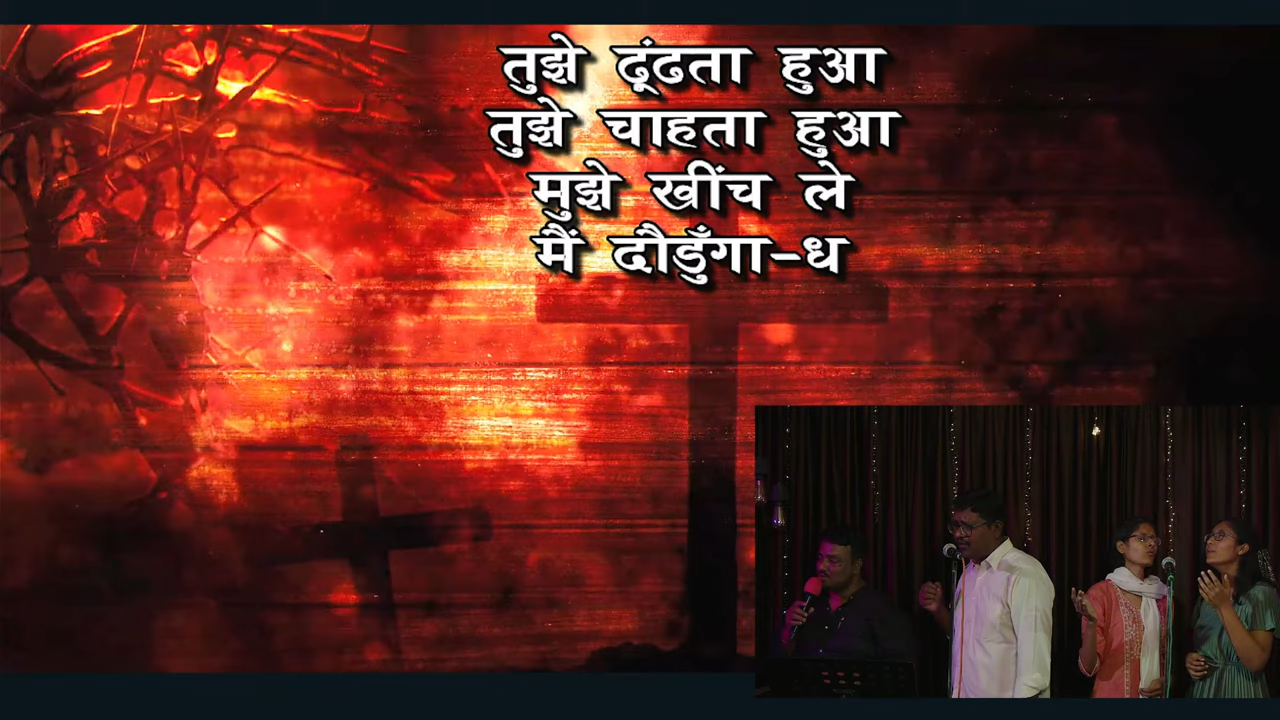 तुझे ढूंढता हुआ
तुझे चाहता हुआ
मुझे खींच ले
मैं दौडुँगा-ध